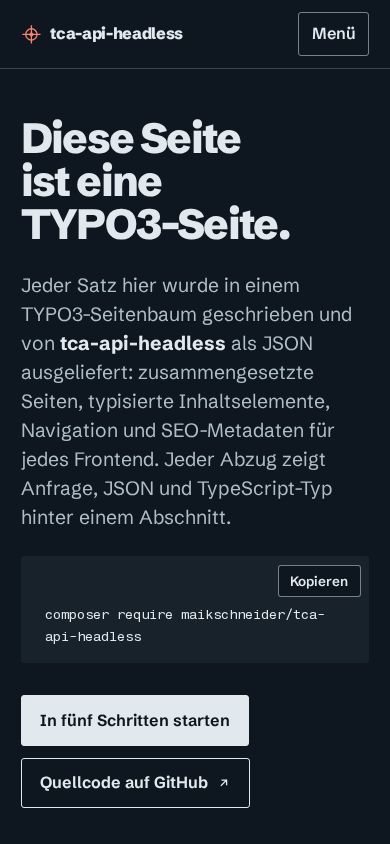 tca-api-headless
Menü
Diese Seite
ist eine
TYPO3-Seite.
Jeder Satz hier wurde in einem
TYPO3-Seitenbaum geschrieben und
von tca-api-headless als JSON
ausgeliefert: zusammengesetzte
Seiten, typisierte Inhaltselemente,
Navigation und SEO-Metadaten für
jedes Frontend. Jeder Abzug zeigt
Anfrage, JSON und TypeScript-Typ
hinter einem Abschnitt.
Kopieren
composer require maikschneider/tca-
api-headless
In fünf Schritten starten
Quellcode auf GitHub ↗